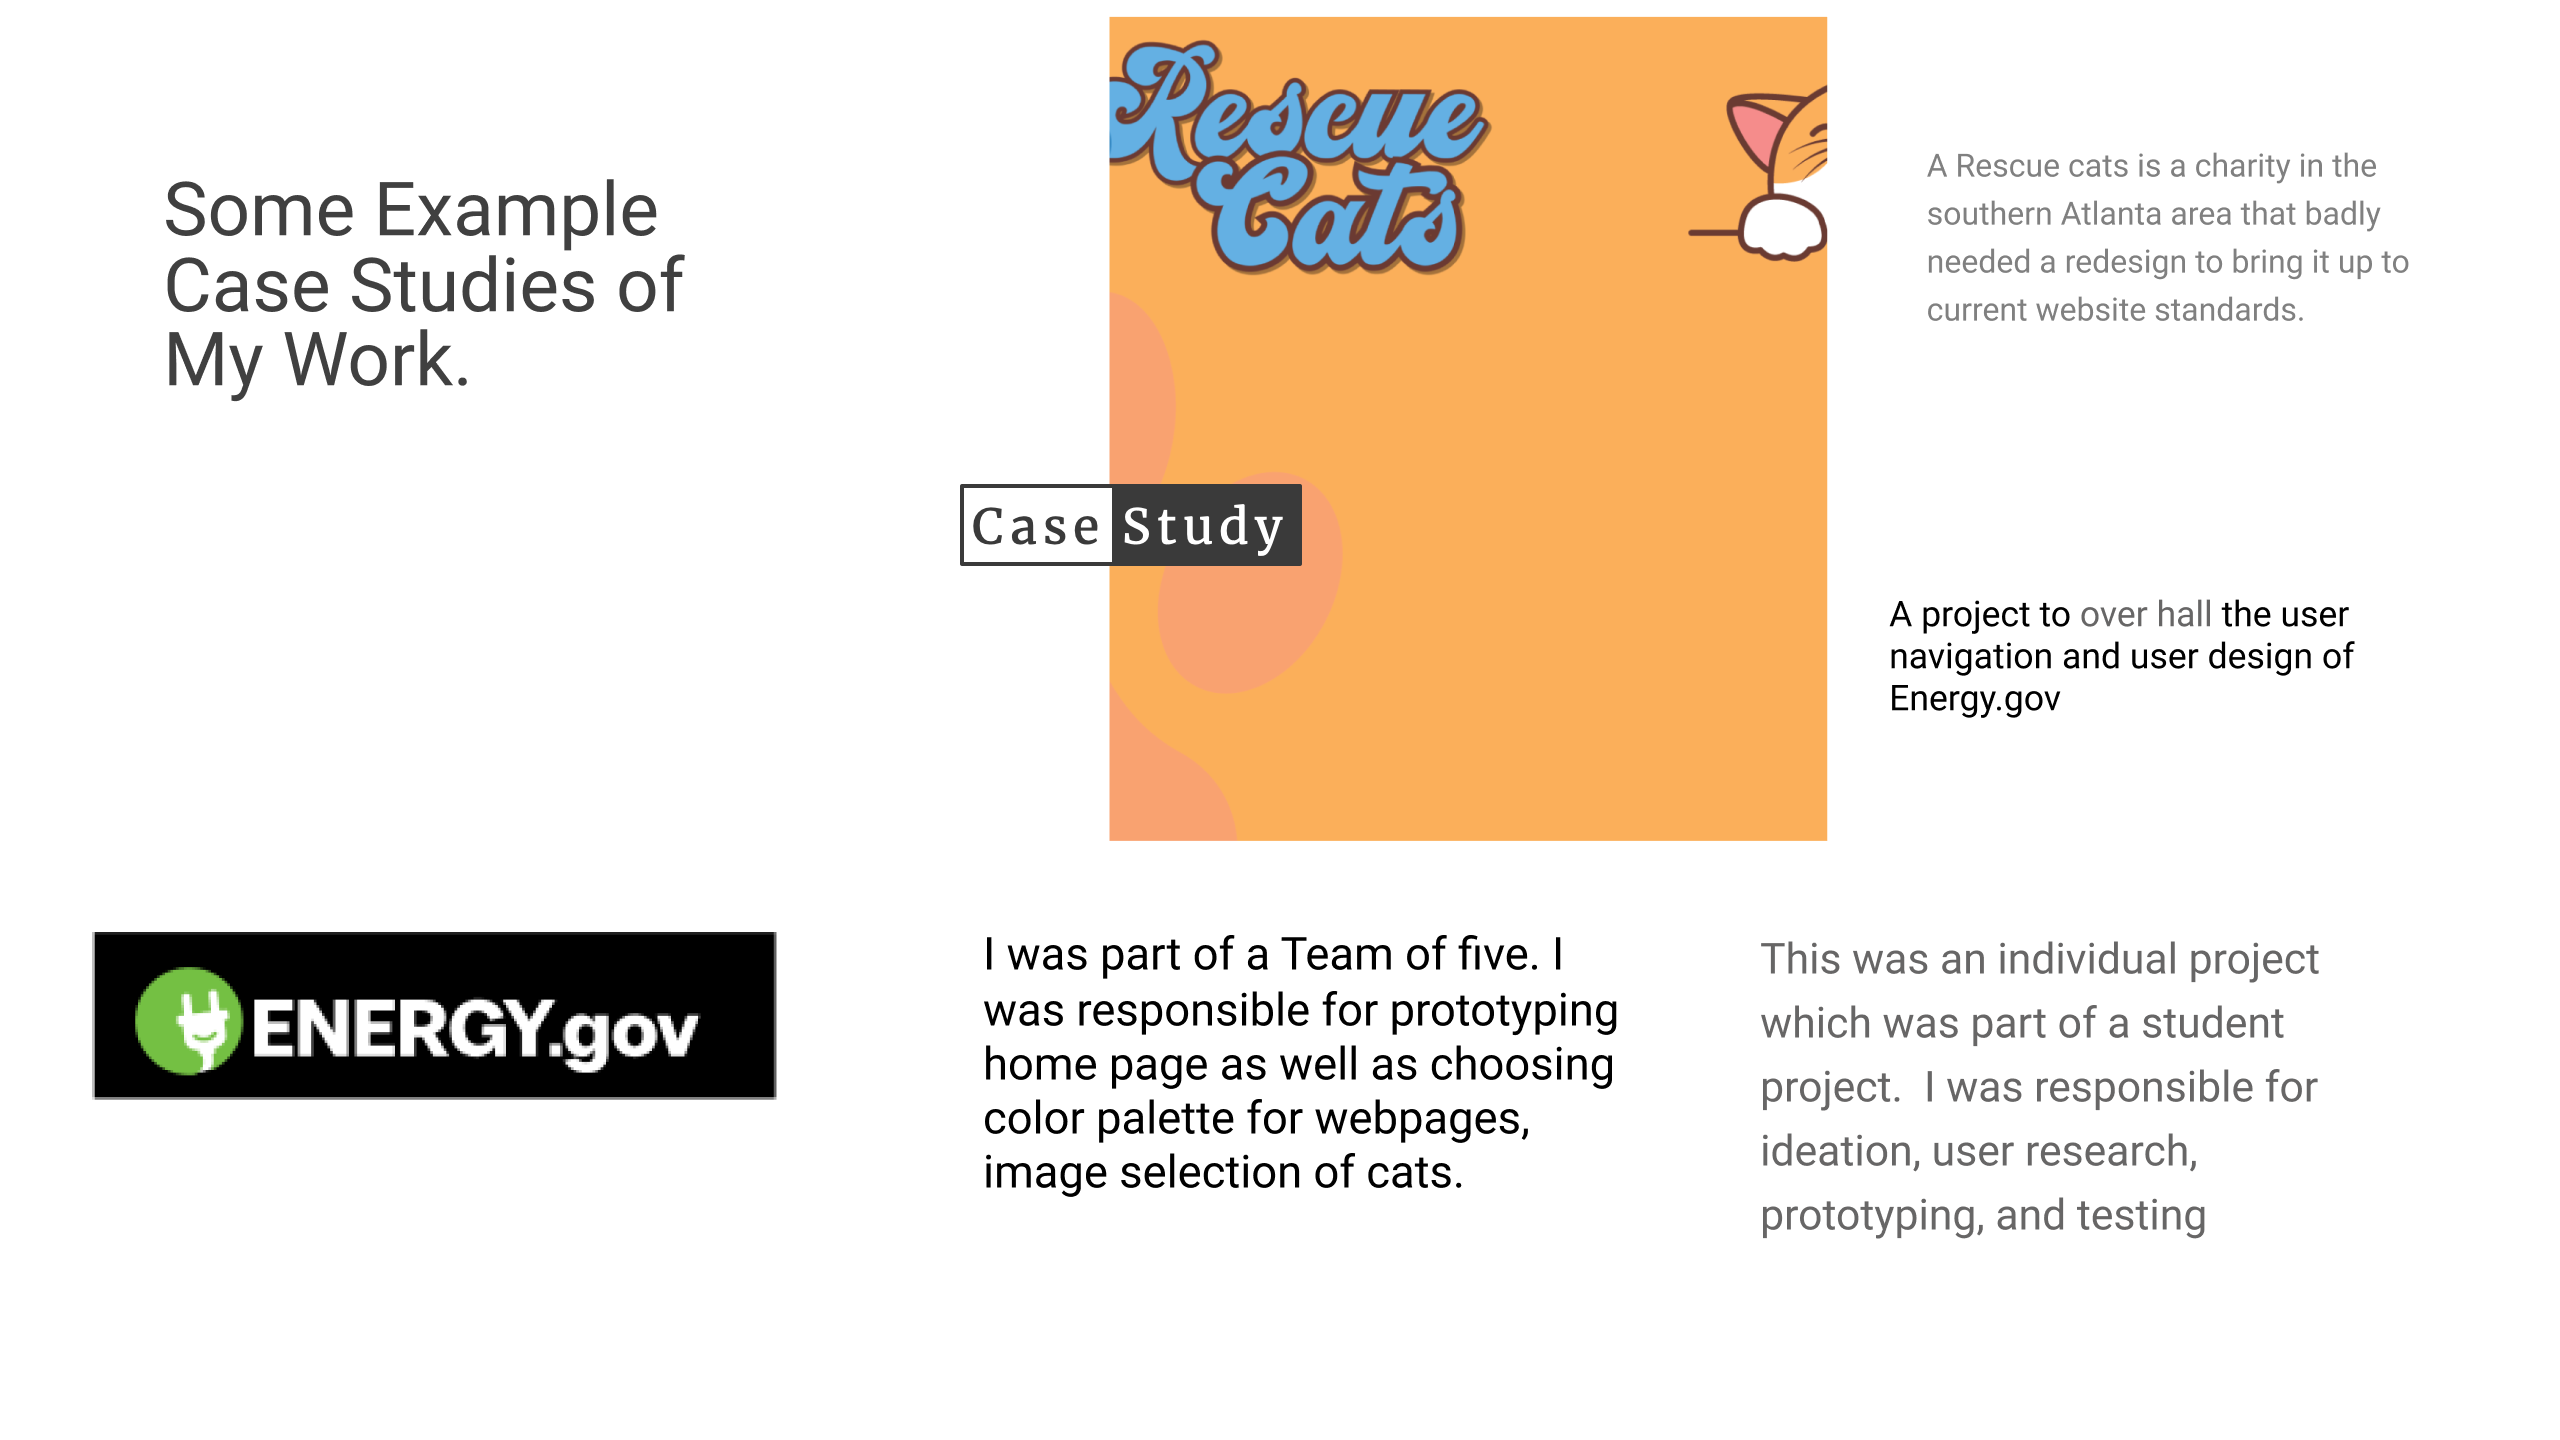 Some Example
Case Studies of
My Work.
Rescue
Cats
A Rescue cats is a charity in the
southern Atlanta area that badly
needed a redesign to bring it up to
current website standards.
Case Study
A project to over hall the user
navigation and user design of
Energy.gov
ENERGY.gov
I was part of a Team of five. I
was responsible for prototyping
home page as well as choosing
color palette for webpages,
image selection of cats.
This was an individual project
which was part of a student
project.  I was responsible for
ideation, user research,
prototyping, and testing